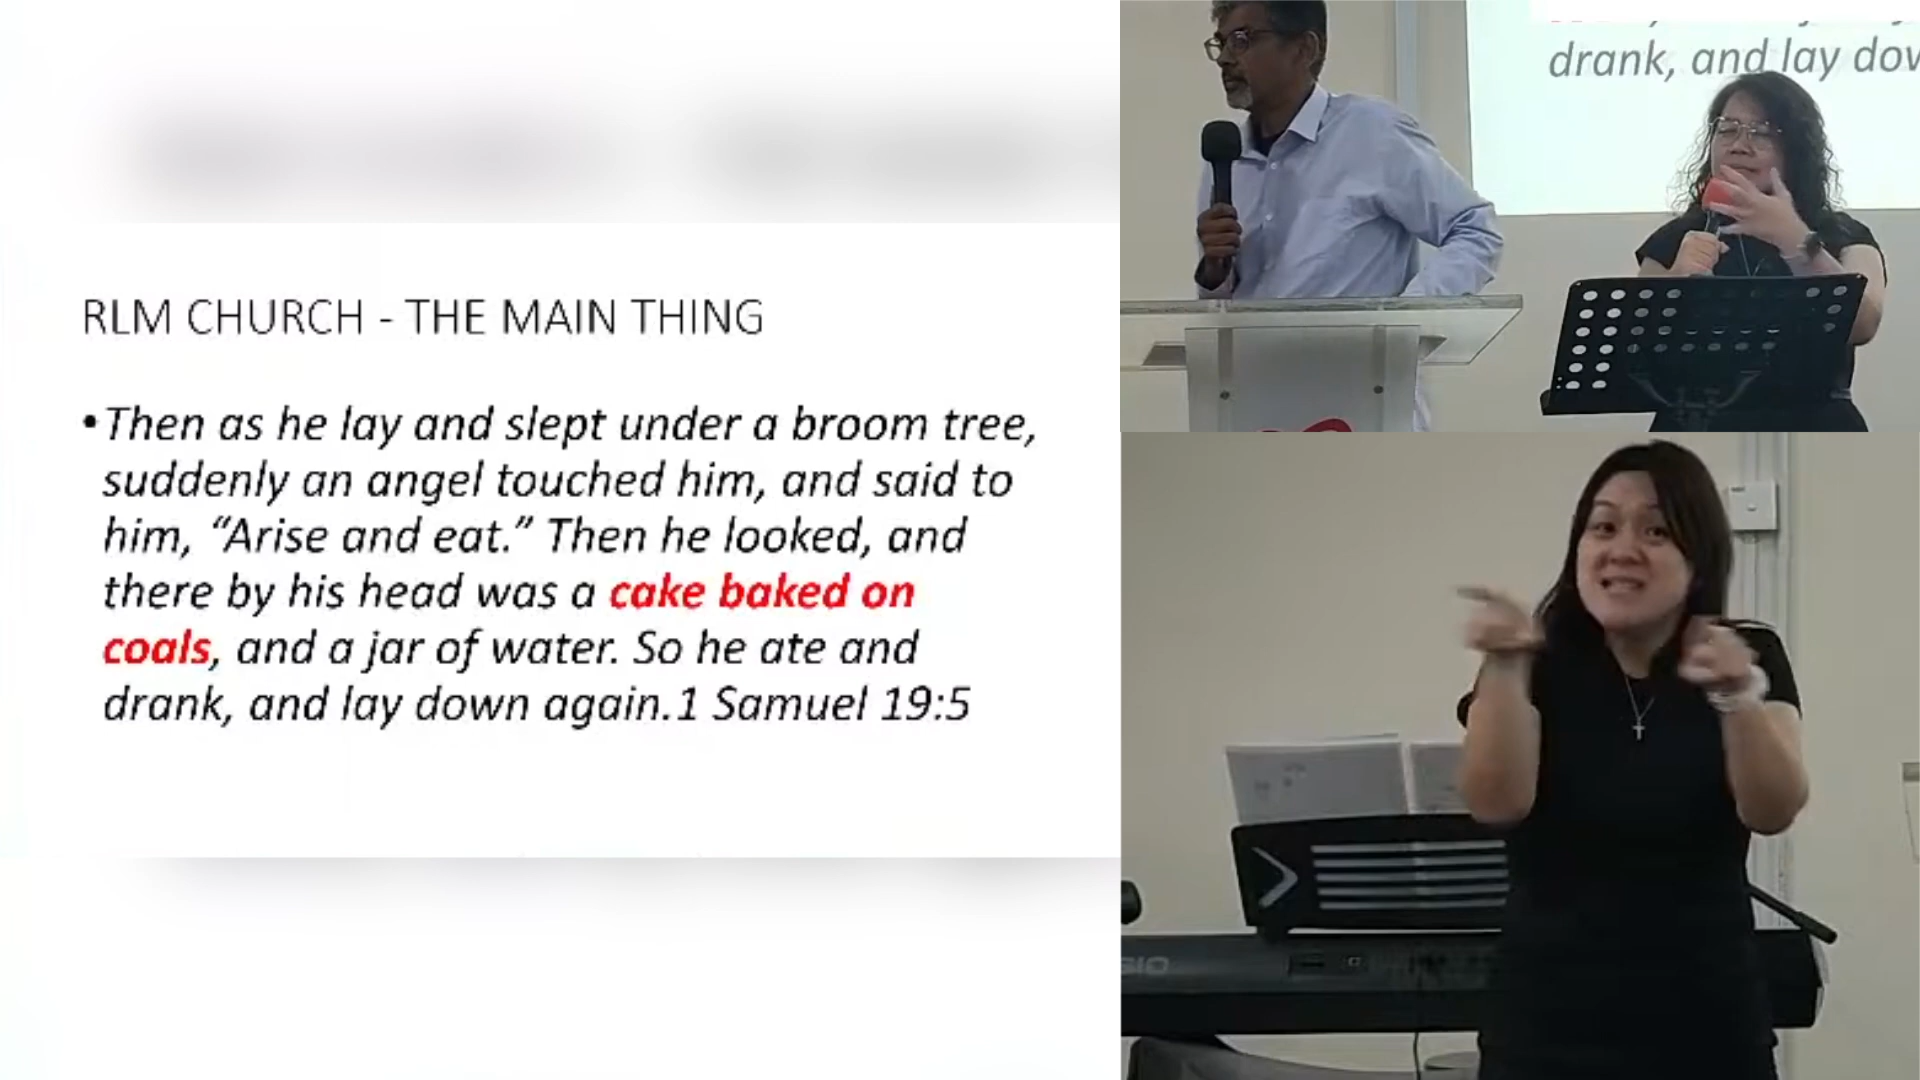 RLM CHURCH - THE MAIN THING
•Then as he lay and slept under a broom tree,
suddenly an angel touched him, and said to
him, “Arise and eat.” Then he looked, and
there by his head was a cake baked on
coals, and a jar of water. So he ate and
drank, and lay down again.1 Samuel 19:5
drank, and lay dow
SIO